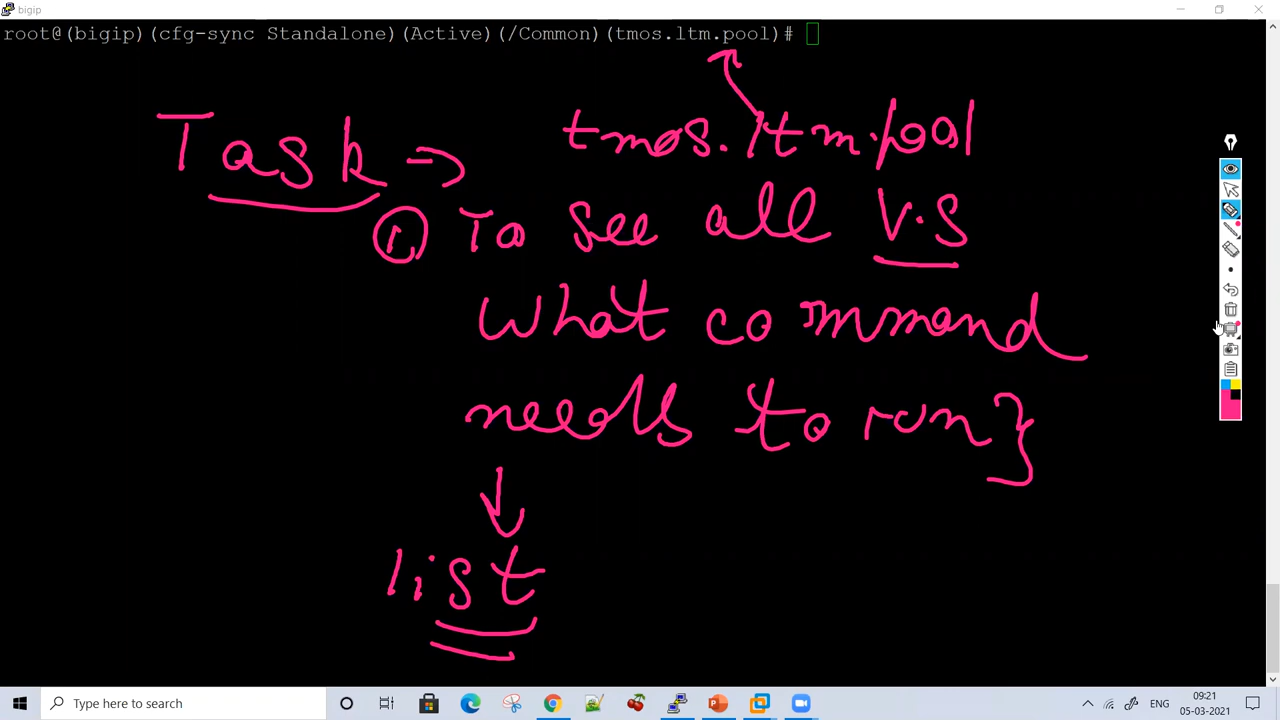 bigip
root@(bigip)(cfg-sync Standalone)(Active)(/Common)(tmos.ltm.pool)#
tmos.ltm.pool
Task →
1. To see all V.S
What command
needs to run}
list
Type here to search
ENG
09:21
05-03-2021